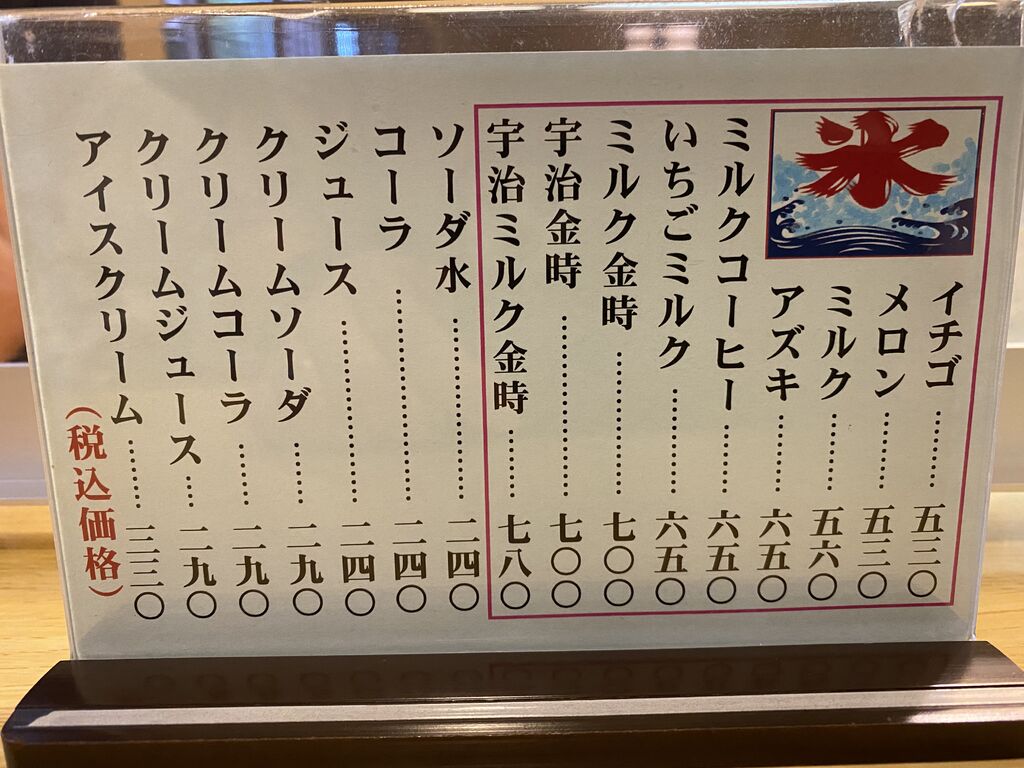 氷
イチゴ……五三〇
メロン……五三〇
ミルク……五六〇
アズキ……六五〇
ミルクコーヒー……六五〇
いちごミルク……六五〇
ミルク金時……七〇〇
宇治金時……七〇〇
宇治ミルク金時……七八〇
ソーダ水……二四〇
コーラ……二四〇
ジュース……二四〇
クリームソーダ……二九〇
クリームコーラ……二九〇
クリームジュース……二九〇
アイスクリーム……二三〇
(税込価格)